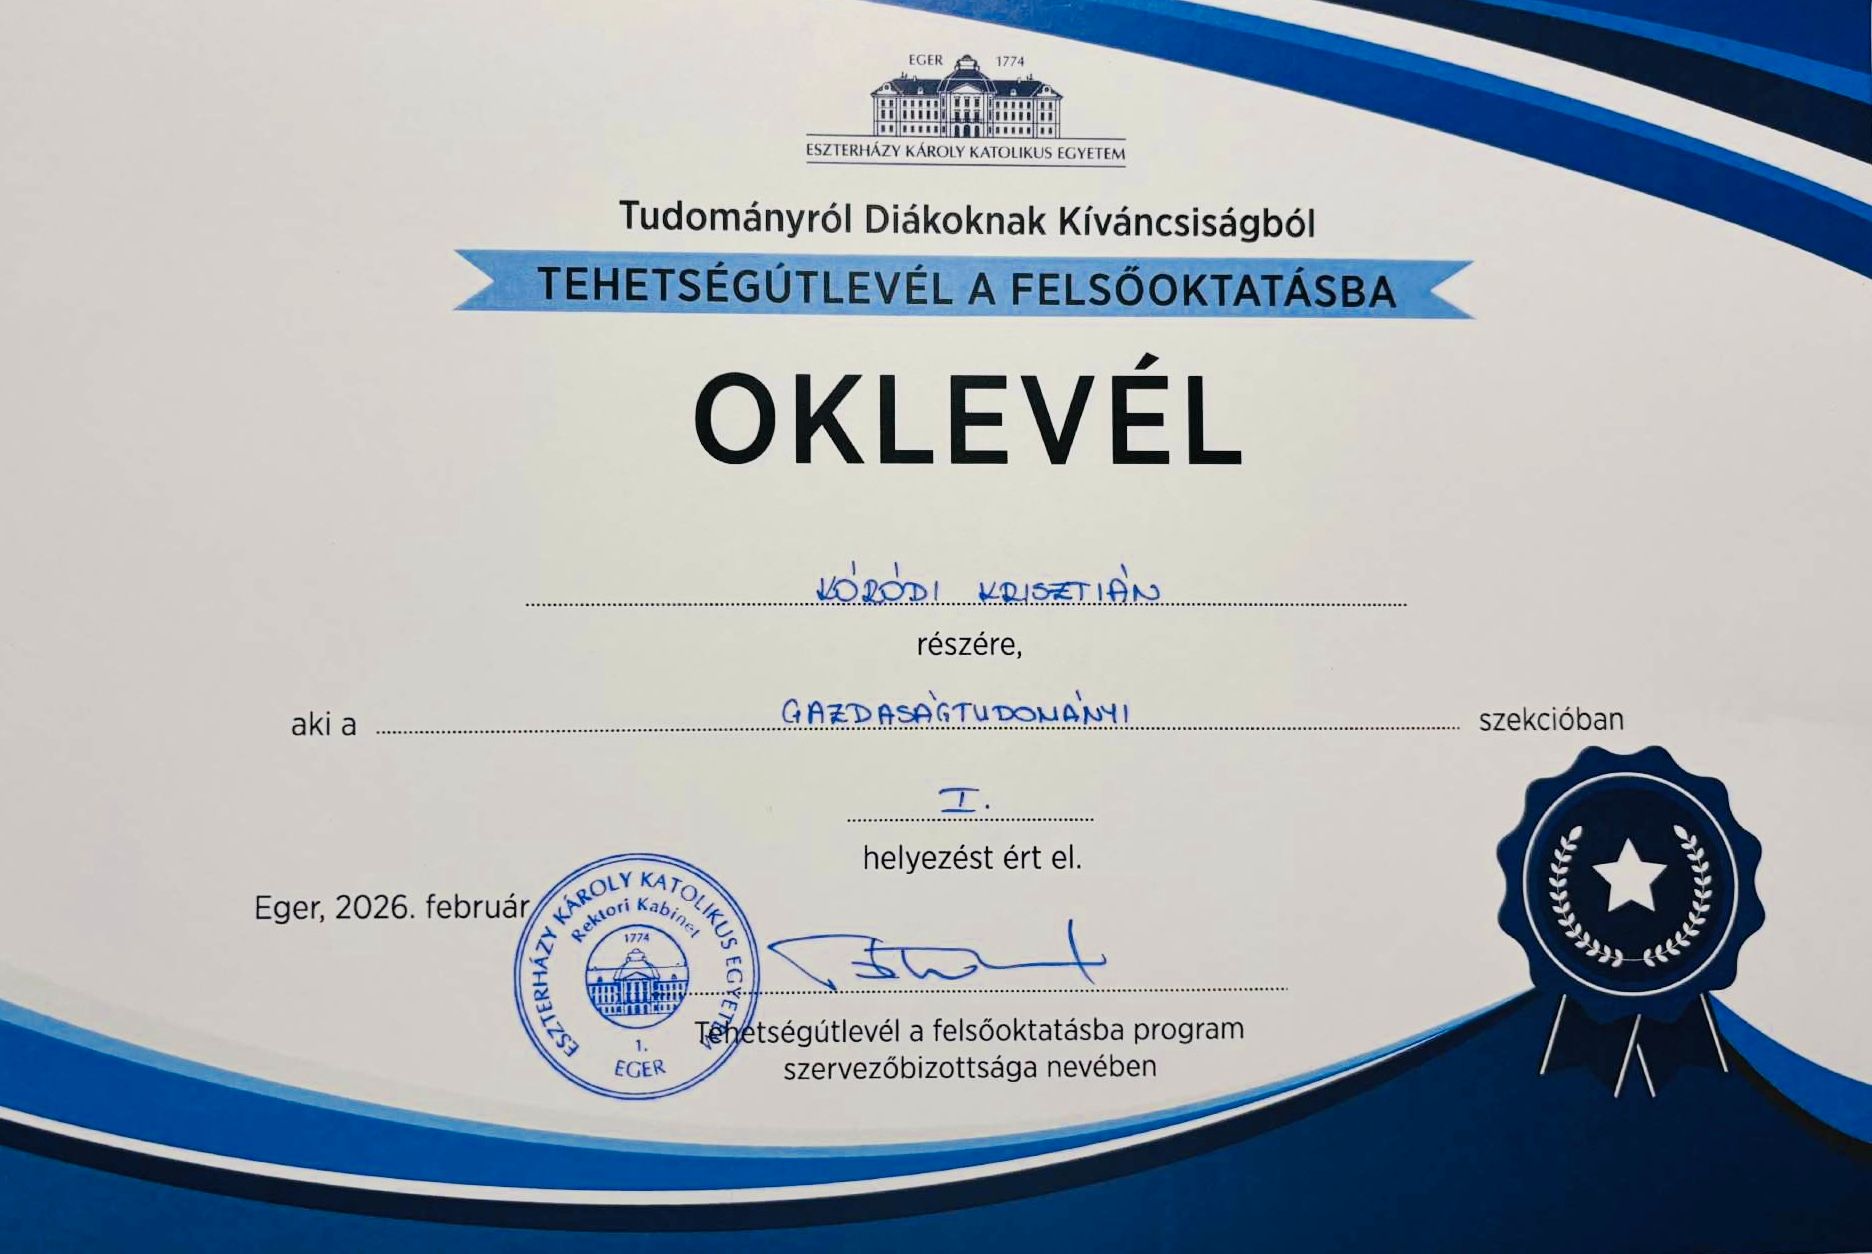 EGER 1774
ESZTERHÁZY KÁROLY KATOLIKUS EGYETEM
Tudományról Diákoknak Kíváncsiságból
TEHETSÉGÚTLEVÉL A FELSŐOKTATÁSBA
OKLEVÉL
KÓRÓDI KRISZTIÁN
részére,
aki a GAZDASÁGTUDOMÁNYI szekcióban
I.
helyezést ért el.
Eger, 2026. február
ESZTERHÁZY KÁROLY KATOLIKUS EGYETEM
Rektori Kabinet
1774
1.
EGER
Tehetségútlevél a felsőoktatásba program
szervezőbizottsága nevében